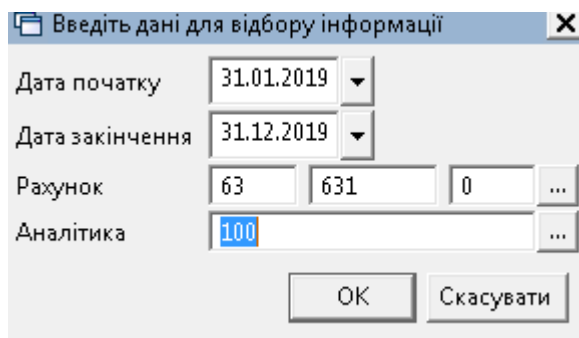 Введіть дані для відбору інформації
Дата початку 31.01.2019
Дата закінчення 31.12.2019
Рахунок 63 631 0 ...
Аналітика 100 ...
OK Скасувати